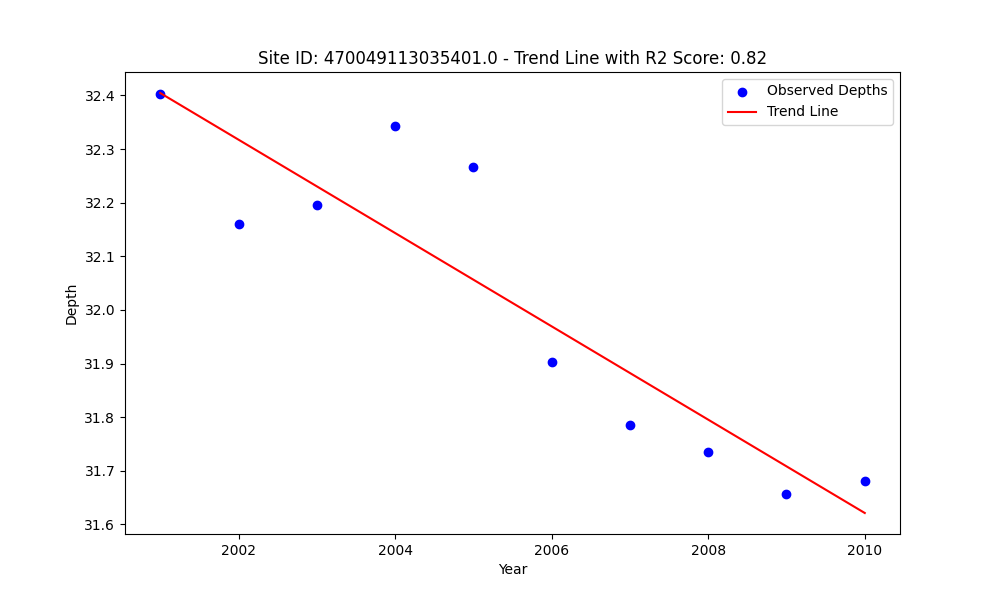 Site ID: 470049113035401.0 - Trend Line with R2 Score: 0.82
Observed Depths
Trend Line
32.4
32.3
32.2
32.1
32.0
31.9
31.8
31.7
31.6
Depth
2002 2004 2006 2008 2010
Year